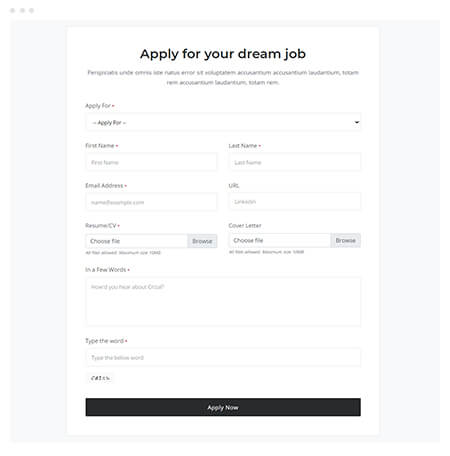 Apply for your dream job
Perspiciatis unde omnis iste natus error sit voluptatem accusantium accusantium laudantium, totam
rem accusantium laudantium, totam rem.
Apply For *
-- Apply For --
First Name * Last Name *
First Name Last Name
Email Address * URL
name@example.com Linkedin
Resume/CV * Cover Letter
Choose file Browse Choose file Browse
All files allowed. Maximum size 10MB. All files allowed. Maximum size 10MB.
In a Few Words *
How'd you hear about
Type the word *
Type the below word
Apply Now